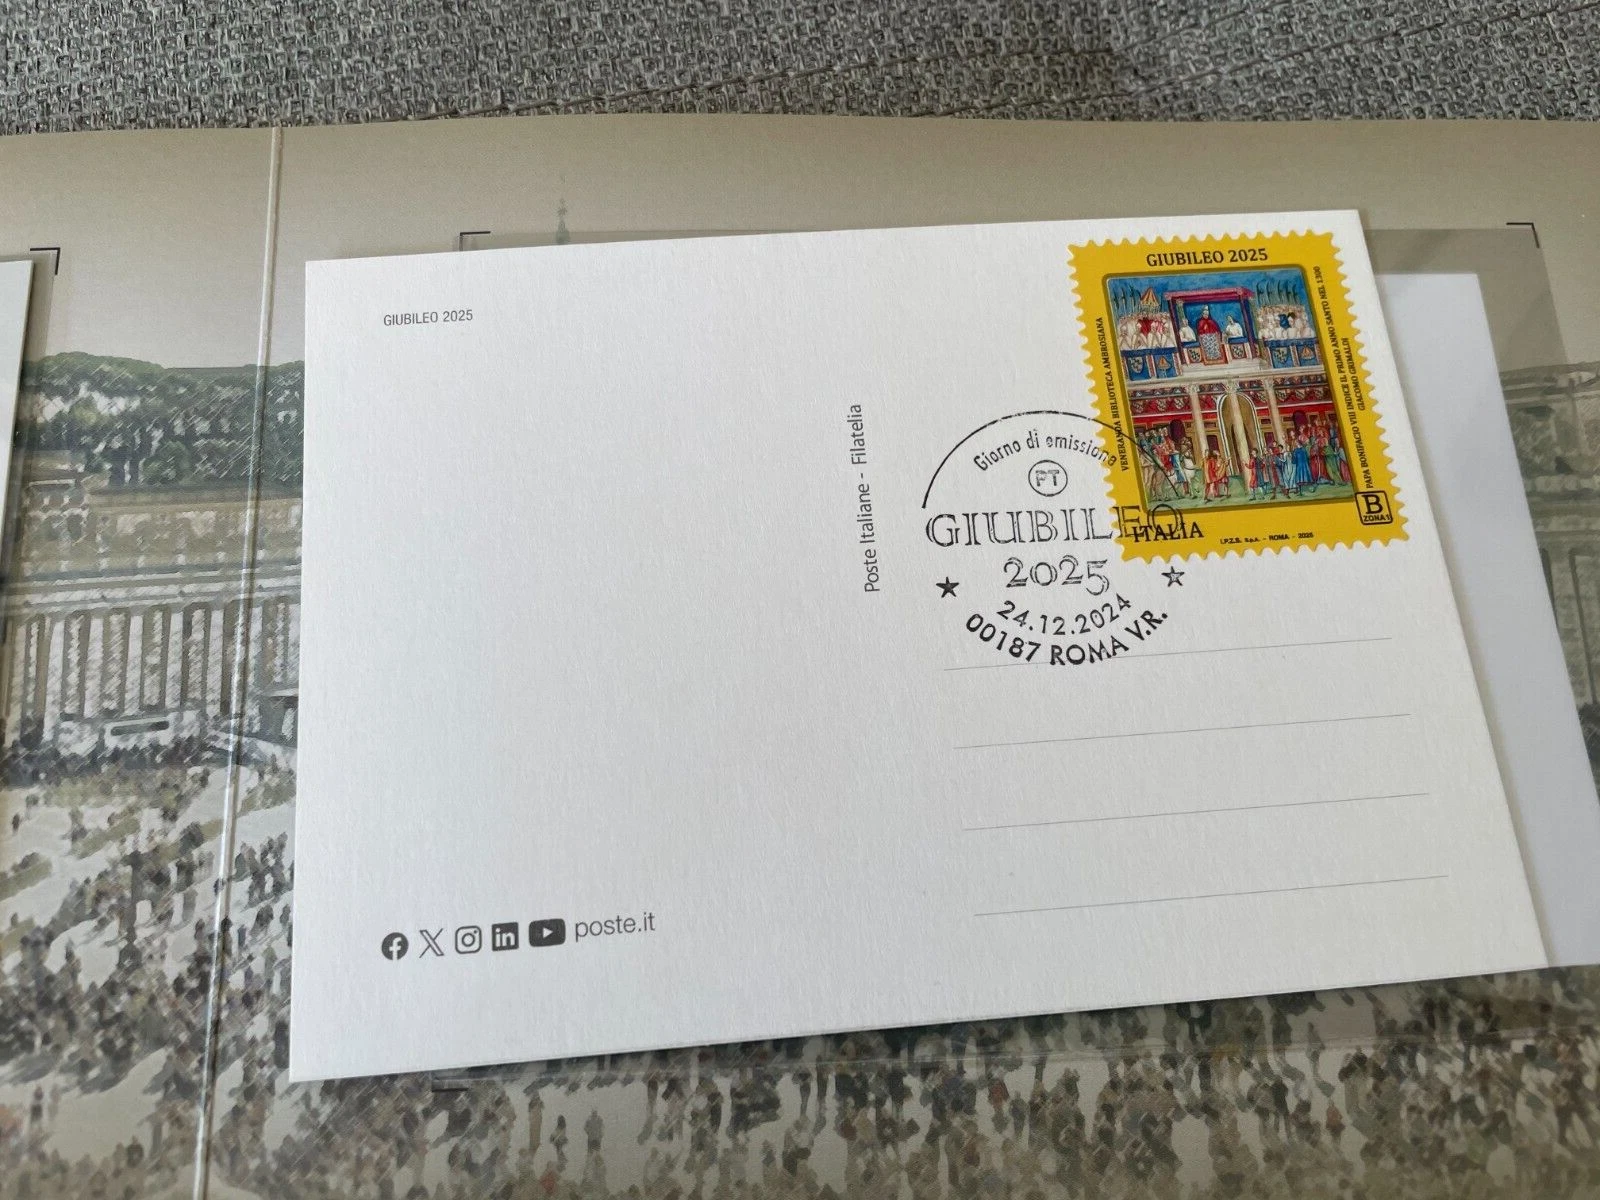 GIUBILEO 2025
Poste Italiane - Filatelia
GIUBILEO 2025
VENERANDA BIBLIOTECA AMBROSIANA
PAPA BONIFACIO VIII INDICE IL PRIMO ANNO SANTO NEL 1300
GIACOMO GRIMALDI
B
ZONA 1
ITALIA
I.P.Z.S. S.p.A. - ROMA - 2025
Giorno di emissione
PT
GIUBILEO
2025
24.12.2024
00187 ROMA V.R.
poste.it